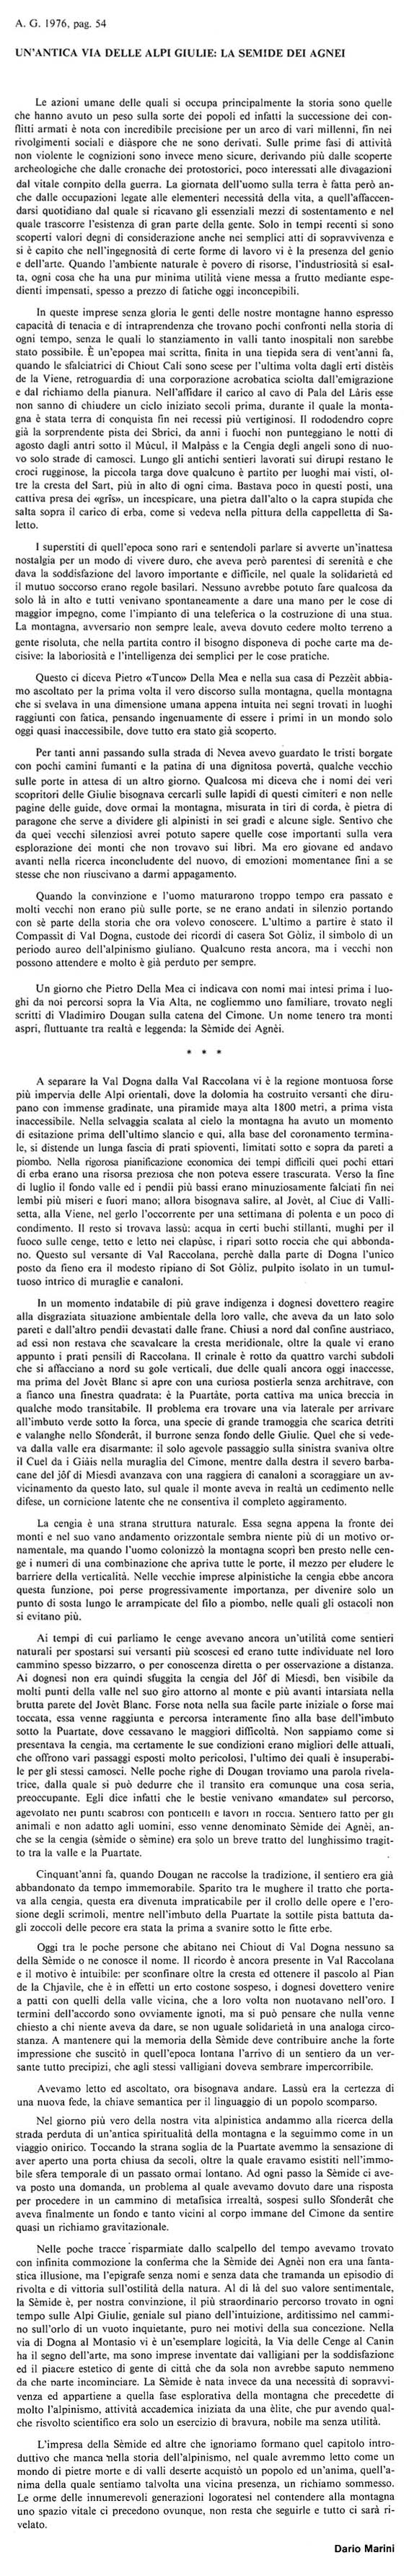 A. G. 1976, pag. 54
UN'ANTICA VIA DELLE ALPI GIULIE: LA SEMIDE DEI AGNEI
Le azioni umane delle quali si occupa principalmente la storia sono quelle
che hanno avuto un peso sulla sorte dei popoli ed infatti la successione dei con-
flitti armati è nota con incredibile precisione per un arco di vari millenni, fin nei
rivolgimenti sociali e diàspore che ne sono derivati. Sulle prime fasi di attività
non violente le cognizioni sono invece meno sicure, derivando più dalle scoperte
archeologiche che dalle cronache dei protostorici, poco interessati alle divagazioni
dal vitale compito della guerra. La giornata dell'uomo sulla terra è fatta però an-
che dalle occupazioni legate alle elementeri necessità della vita, a quell'affaccen-
darsi quotidiano dal quale si ricavano gli essenziali mezzi di sostentamento e nel
quale trascorre l'esistenza di gran parte della gente. Solo in tempi recenti si sono
scoperti valori degni di considerazione anche nei semplici atti di sopravvivenza e
si è capito che nell'ingegnosità di certe forme di lavoro vi è la presenza del genio
e dell'arte. Quando l'ambiente naturale è povero di risorse, l'industriosità si esal-
ta, ogni cosa che ha una pur minima utilità viene messa a frutto mediante espe-
dienti impensati, spesso a prezzo di fatiche oggi inconcepibili.
In queste imprese senza gloria le genti delle nostre montagne hanno espresso
capacità di tenacia e di intraprendenza che trovano pochi confronti nella storia di
ogni tempo, senza le quali lo stanziamento in valli tanto inospitali non sarebbe
stato possibile. È un'epopea mai scritta, finita in una tiepida sera di vent'anni fa,
quando le sfalciatrici di Chiout Cali sono scese per l'ultima volta dagli erti distèis
de la Viene, retroguardia di una corporazione acrobatica sciolta dall'emigrazione
e dal richiamo della pianura. Nell'affidare il carico al cavo di Pala del Làris esse
non sanno di chiudere un ciclo iniziato secoli prima, durante il quale la monta-
gna è stata terra di conquista fin nei recessi più vertiginosi. Il rododendro copre
già la sorprendente pista dei Sbrici, da anni i fuochi non punteggiano le notti di
agosto dagli antri sotto il Mùcul, il Malpàss e la Cengia degli angeli sono di nuo-
vo solo strade di camosci. Lungo gli antichi sentieri lavorati sui dirupi restano le
croci rugginose, la piccola targa dove qualcuno è partito per luoghi mai visti, ol-
tre la cresta del Sart, più in alto di ogni cima. Bastava poco in questi posti, una
cattiva presa dei «grìs», un incespicare, una pietra dall'alto o la capra stupida che
salta sopra il carico di erba, come si vedeva nella pittura della cappelletta di Sa-
letto.
I superstiti di quell'epoca sono rari e sentendoli parlare si avverte un'inattesa
nostalgia per un modo di vivere duro, che aveva però parentesi di serenità e che
dava la soddisfazione del lavoro importante e difficile, nel quale la solidarietà ed
il mutuo soccorso erano regole basilari. Nessuno avrebbe potuto fare qualcosa da
solo là in alto e tutti venivano spontaneamente a dare una mano per le cose di
maggior impegno, come l'impianto di una teleferica o la costruzione di una stua.
La montagna, avversario non sempre leale, aveva dovuto cedere molto terreno a
gente risoluta, che nella partita contro il bisogno disponeva di poche carte ma de-
cisive: la laboriosità e l'intelligenza dei semplici per le cose pratiche.
Questo ci diceva Pietro «Tunco» Della Mea e nella sua casa di Pezzèit abbia-
mo ascoltato per la prima volta il vero discorso sulla montagna, quella montagna
che si svelava in una dimensione umana appena intuita nei segni trovati in luoghi
raggiunti con fatica, pensando ingenuamente di essere i primi in un mondo solo
oggi quasi inaccessibile, dove tutto era stato già scoperto.
Per tanti anni passando sulla strada di Nevea avevo guardato le tristi borgate
con pochi camini fumanti e la patina di una dignitosa povertà, qualche vecchio
sulle porte in attesa di un altro giorno. Qualcosa mi diceva che i nomi dei veri
scopritori delle Giulie bisognava cercarli sulle lapidi di questi cimiteri e non nelle
pagine delle guide, dove ormai la montagna, misurata in tiri di corda, è pietra di
paragone che serve a dividere gli alpinisti in sei gradi e alcune sigle. Sentivo che
da quei vecchi silenziosi avrei potuto sapere quelle cose importanti sulla vera
esplorazione dei monti che non trovavo sui libri. Ma ero giovane ed andavo
avanti nella ricerca inconcludente del nuovo, di emozioni momentanee fini a se
stesse che non riuscivano a darmi appagamento.
Quando la convinzione e l'uomo maturarono troppo tempo era passato e
molti vecchi non erano più sulle porte, se ne erano andati in silenzio portando
con sè parte della storia che ora volevo conoscere. L'ultimo a partire è stato il
Compassit di Val Dogna, custode dei ricordi di casera Sot Gòliz, il simbolo di un
periodo aureo dell'alpinismo giuliano. Qualcuno resta ancora, ma i vecchi non
possono attendere e molto è già perduto per sempre.
Un giorno che Pietro Della Mea ci indicava con nomi mai intesi prima i luo-
ghi da noi percorsi sopra la Via Alta, ne cogliemmo uno familiare, trovato negli
scritti di Vladimiro Dougan sulla catena del Cimone. Un nome tenero tra monti
aspri, fluttuante tra realtà e leggenda: la Sèmide dei Agnèi.
* * *
A separare la Val Dogna dalla Val Raccolana vi è la regione montuosa forse
più impervia delle Alpi orientali, dove la dolomia ha costruito versanti che diru-
pano con immense gradinate, una piramide maya alta 1800 metri, a prima vista
inaccessibile. Nella selvaggia scalata al cielo la montagna ha avuto un momento
di esitazione prima dell'ultimo slancio e qui, alla base del coronamento termina-
le, si distende un lunga fascia di prati spioventi, limitati sotto e sopra da pareti a
piombo. Nella rigorosa pianificazione economica dei tempi difficili quei pochi ettari
di erba erano una risorsa preziosa che non poteva essere trascurata. Verso la fine
di luglio il fondo valle ed i pendii più bassi erano minuziosamente falciati fin nei
lembi più miseri e fuori mano; allora bisognava salire, al Jovèt, al Ciuc di Valli-
setta, alla Viene, nel gerlo l'occorrente per una settimana di polenta e un poco di
condimento. Il resto si trovava lassù: acqua in certi buchi stillanti, mughi per il
fuoco sulle cenge, tetto e letto nei clapùsc, i ripari sotto roccia che qui abbonda-
no. Questo sul versante di Val Raccolana, perchè dalla parte di Dogna l'unico
posto da fieno era il modesto ripiano di Sot Gòliz, pulpito isolato in un tumul-
tuoso intrico di muraglie e canaloni.
In un momento indatabile di più grave indigenza i dognesi dovettero reagire
alla disgraziata situazione ambientale della loro valle, che aveva da un lato solo
pareti e dall'altro pendii devastati dalle frane. Chiusi a nord dal confine austriaco,
ad essi non restava che scavalcare la cresta meridionale, oltre la quale vi erano
appunto i prati pensili di Raccolana. Il crinale è rotto da quattro varchi subdoli
che si affacciano a nord su gole verticali, due delle quali ancora oggi inaccesse,
ma prima del Jovèt Blanc si apre con una curiosa postierla senza architrave, con
a fianco una finestra quadrata: è la Puartàte, porta cattiva ma unica breccia in
qualche modo transitabile. Il problema era trovare una via laterale per arrivare
all'imbuto verde sotto la forca, una specie di grande tramoggia che scarica detriti
e valanghe nello Sfonderàt, il burrone senza fondo delle Giulie. Quel che si vede-
va dalla valle era disarmante: il solo agevole passaggio sulla sinistra svaniva oltre
il Cuel da i Giàis nella muraglia del Cimone, mentre dalla destra il severo barba-
cane del jôf di Miesdì avanzava con una raggiera di canaloni a scoraggiare un av-
vicinamento da questo lato, sul quale il monte aveva in realtà un cedimento nelle
difese, un cornicione latente che ne consentiva il completo aggiramento.
La cengia è una strana struttura naturale. Essa segna appena la fronte dei
monti e nel suo vano andamento orizzontale sembra niente più di un motivo or-
namentale, ma quando l'uomo colonizzò la montagna scoprì ben presto nelle cen-
ge i numeri di una combinazione che apriva tutte le porte, il mezzo per eludere le
barriere della verticalità. Nelle vecchie imprese alpinistiche la cengia ebbe ancora
questa funzione, poi perse progressivamente importanza, per divenire solo un
punto di sosta lungo le arrampicate del filo a piombo, nelle quali gli ostacoli non
si evitano più.
Ai tempi di cui parliamo le cenge avevano ancora un'utilità come sentieri
naturali per spostarsi sui versanti più scoscesi ed erano tutte individuate nel loro
cammino spesso bizzarro, o per conoscenza diretta o per osservazione a distanza.
Ai dognesi non era quindi sfuggita la cengia del Jôf di Miesdì, ben visibile da
molti punti della valle nel suo giro attorno al monte e più avanti intarsiata nella
brutta parete del Jovèt Blanc. Forse nota nella sua facile parte iniziale o forse mai
toccata, essa venne raggiunta e percorsa interamente fino alla base dell'imbuto
sotto la Puartate, dove cessavano le maggiori difficoltà. Non sappiamo come si
presentava la cengia, ma certamente le sue condizioni erano migliori delle attuali,
che offrono vari passaggi esposti molto pericolosi, l'ultimo dei quali è insuperabi-
le per gli stessi camosci. Nelle poche righe di Dougan troviamo una parola rivela-
trice, dalla quale si può dedurre che il transito era comunque una cosa seria,
preoccupante. Egli dice infatti che le bestie venivano «mandate» sul percorso,
agevolato nei punti scabrosi con ponticelli e lavori in roccia. Sentiero fatto per gli
animali e non adatto agli uomini, esso venne denominato Sèmide dei Agnèi, an-
che se la cengia (sèmide o sèmine) era solo un breve tratto del lunghissimo tragit-
to tra la valle e la Puartate.
Cinquant'anni fa, quando Dougan ne raccolse la tradizione, il sentiero era già
abbandonato da tempo immemorabile. Sparito tra le mughere il tratto che porta-
va alla cengia, questa era divenuta impaticabile per il crollo delle opere e l'ero-
sione degli scrimoli, mentre nell'imbuto della Puartate la sottile pista battuta da-
gli zoccoli delle pecore era stata la prima a svanire sotto le fitte erbe.
Oggi tra le poche persone che abitano nei Chiout di Val Dogna nessuno sa
della Sèmide o ne conosce il nome. Il ricordo è ancora presente in Val Raccolana
e il motivo è intuibile: per sconfinare oltre la cresta ed ottenere il pascolo al Pian
de la Chjavile, che è in effetti un erto costone sospeso, i dognesi dovettero venire
a patti con quelli della valle vicina, che a loro volta non nuotavano nell'oro. I
termini dell'accordo sono ovviamente ignoti, ma si può pensare che nulla venne
chiesto a chi niente aveva da dare, se non uguale solidarietà in una analoga circo-
stanza. A mantenere qui la memoria della Sèmide deve contribuire anche la forte
impressione che suscitò in quell'epoca lontana l'arrivo di un sentiero da un ver-
sante tutto precipizi, che agli stessi valligiani doveva sembrare impercorribile.
Avevamo letto ed ascoltato, ora bisognava andare. Lassù era la certezza di
una nuova fede, la chiave semantica per il linguaggio di un popolo scomparso.
Nel giorno più vero della nostra vita alpinistica andammo alla ricerca della
strada perduta di un'antica spiritualità della montagna e la seguimmo come in un
viaggio onirico. Toccando la strana soglia de la Puartate avemmo la sensazione di
aver aperto una porta chiusa da secoli, oltre la quale eravamo esistiti nell'immo-
bile sfera temporale di un passato ormai lontano. Ad ogni passo la Sèmide ci ave-
va posto una domanda, un problema al quale avevamo dovuto dare una risposta
per procedere in un cammino di metafisica irrealtà, sospesi sullo Sfonderàt che
aveva finalmente un fondo e tanto vicini al corpo immane del Cimone da sentire
quasi un richiamo gravitazionale.
Nelle poche tracce risparmiate dallo scalpello del tempo avevamo trovato
con infinita commozione la conferma che la Sèmide dei Agnèi non era una fanta-
stica illusione, ma l'epigrafe senza nomi e senza data che tramanda un episodio di
rivolta e di vittoria sull'ostilità della natura. Al di là del suo valore sentimentale,
la Sèmide è, per nostra convinzione, il più straordinario percorso trovato in ogni
tempo sulle Alpi Giulie, geniale sul piano dell'intuizione, arditissimo nel cammi-
no sull'orlo di un vuoto inquietante, puro nei motivi della sua concezione. Nella
via di Dogna al Montasio vi è un'esemplare logicità, la Via delle Cenge al Canin
ha il segno dell'arte, ma sono imprese inventate dai valligiani per la soddisfazione
ed il piacere estetico di gente di città che da sola non avrebbe saputo nemmeno
da che parte incominciare. La Sèmide è nata invece da una necessità di sopravvi-
venza ed appartiene a quella fase esplorativa della montagna che precedette di
molto l'alpinismo, attività accademica iniziata da una èlite, che pur avendo qual-
che risvolto scientifico era solo un esercizio di bravura, nobile ma senza utilità.
L'impresa della Sèmide ed altre che ignoriamo formano quel capitolo intro-
duttivo che manca nella storia dell'alpinismo, nel quale avremmo letto come un
mondo di pietre morte e di valli deserte acquistò un popolo ed un'anima, quell'a-
nima della quale sentiamo talvolta una vicina presenza, un richiamo sommesso.
Le orme delle innumerevoli generazioni logoratesi nel contendere alla montagna
uno spazio vitale ci precedono ovunque, non resta che seguirle e tutto ci sarà ri-
velato.
Dario Marini